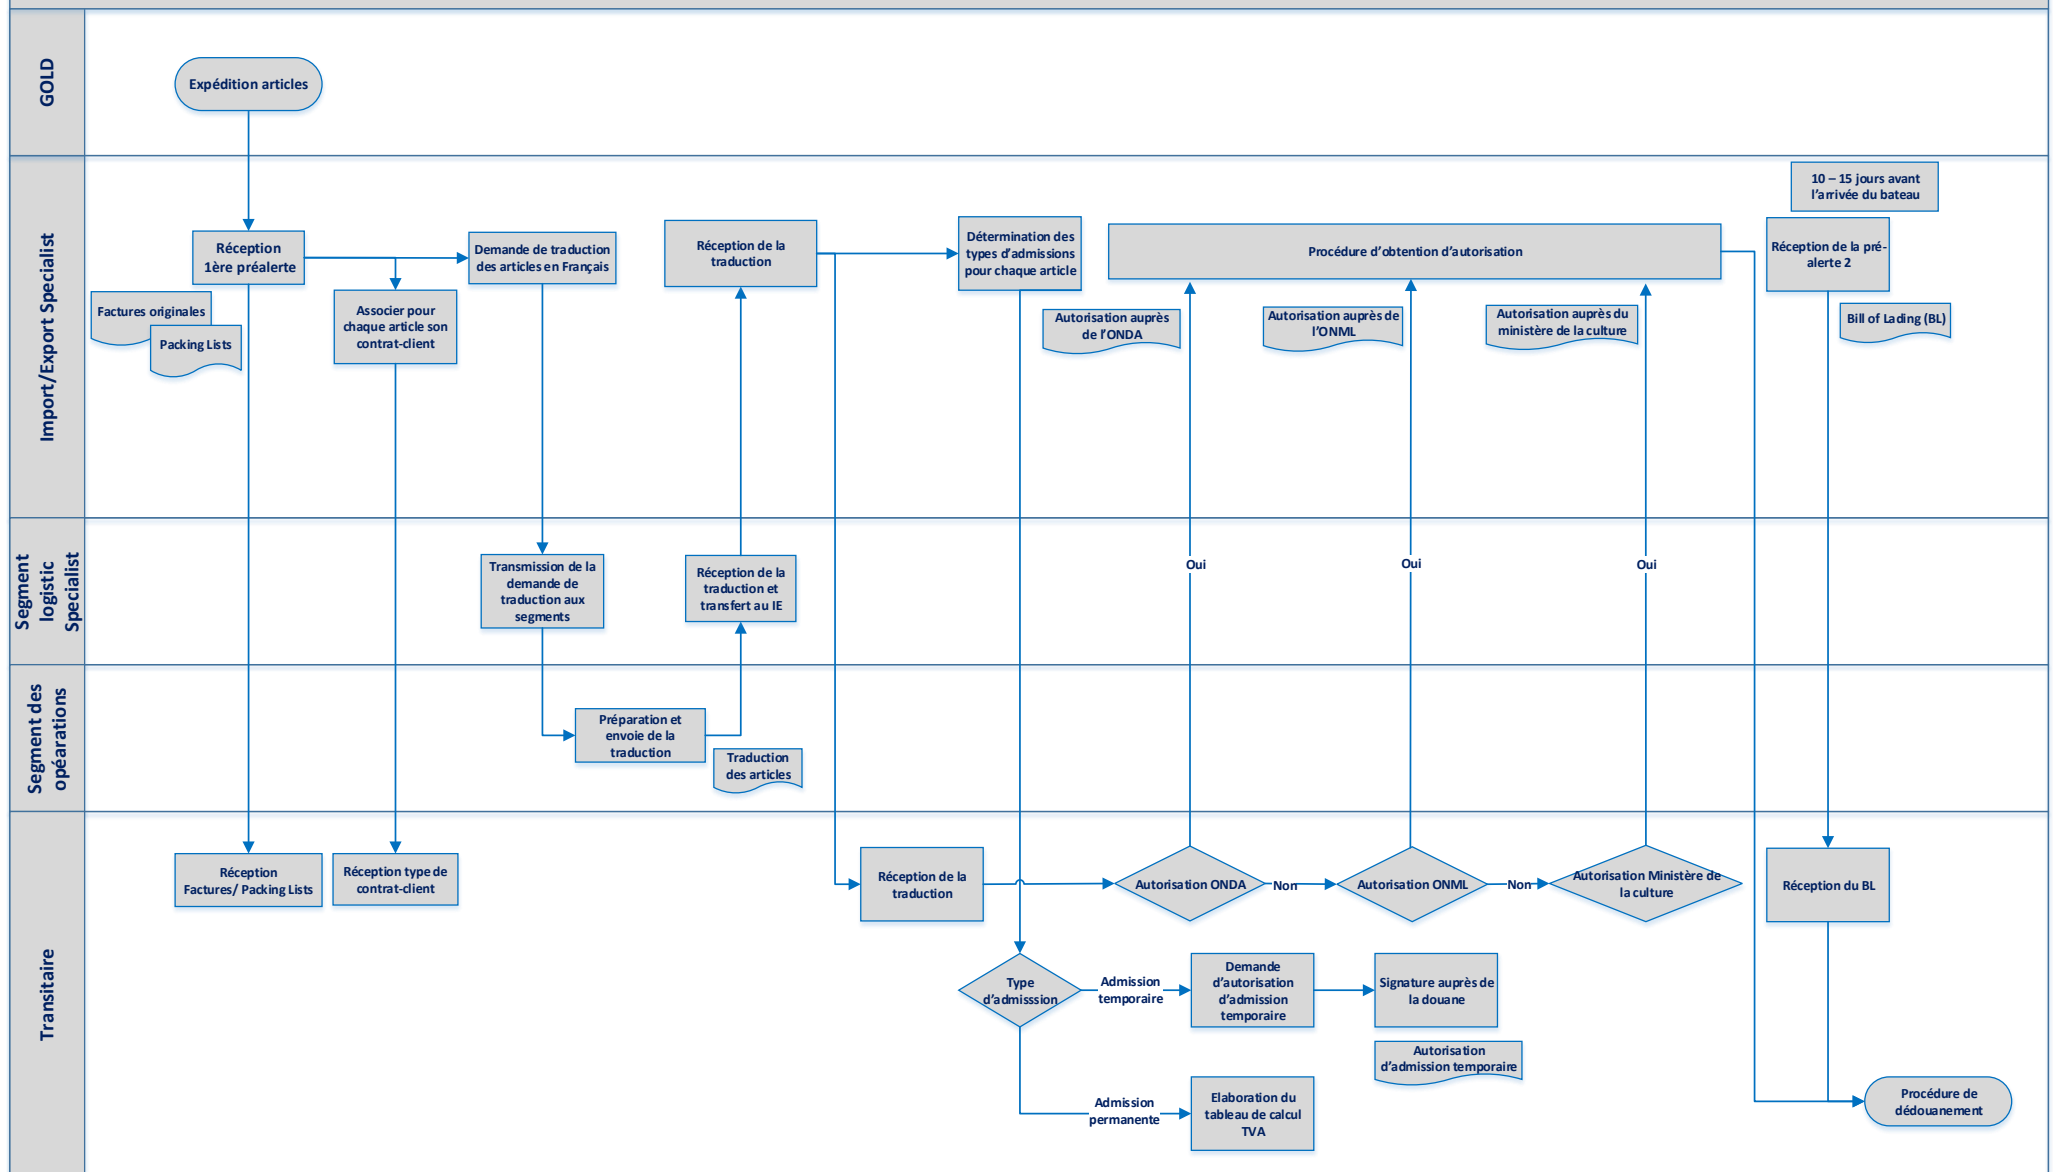 GOLD
Expédition articles
Import/Export Specialist
10 – 15 jours avant
l'arrivée du bateau
Réception
1ère préalerte
Demande de traduction
des articles en Français
Réception de la
traduction
Détermination des
types d'admissions
pour chaque article
Procédure d'obtention d'autorisation
Réception de la pré-
alerte 2
Factures originales
Packing Lists
Associer pour
chaque article son
contrat-client
Autorisation auprès
de l'ONDA
Autorisation auprès de
l'ONML
Autorisation auprès du
ministère de la culture
Bill of Lading (BL)
Segment
logistic
Specialist
Transmission de la
demande de
traduction aux
segments
Réception de la
traduction et
transfert au IE
Oui
Oui
Oui
Segment des
opéarations
Préparation et
envoie de la
traduction
Traduction
des articles
Transitaire
Réception
Factures/ Packing Lists
Réception type de
contrat-client
Réception de la
traduction
Autorisation ONDA
Non
Autorisation ONML
Non
Autorisation Ministère de
la culture
Réception du BL
Type
d'admisssion
Admission
temporaire
Demande
d'autorisation
d'admission
temporaire
Signature auprès de
la douane
Autorisation
d'admission temporaire
Admission
permanente
Elaboration du
tableau de calcul
TVA
Procédure de
dédouanement